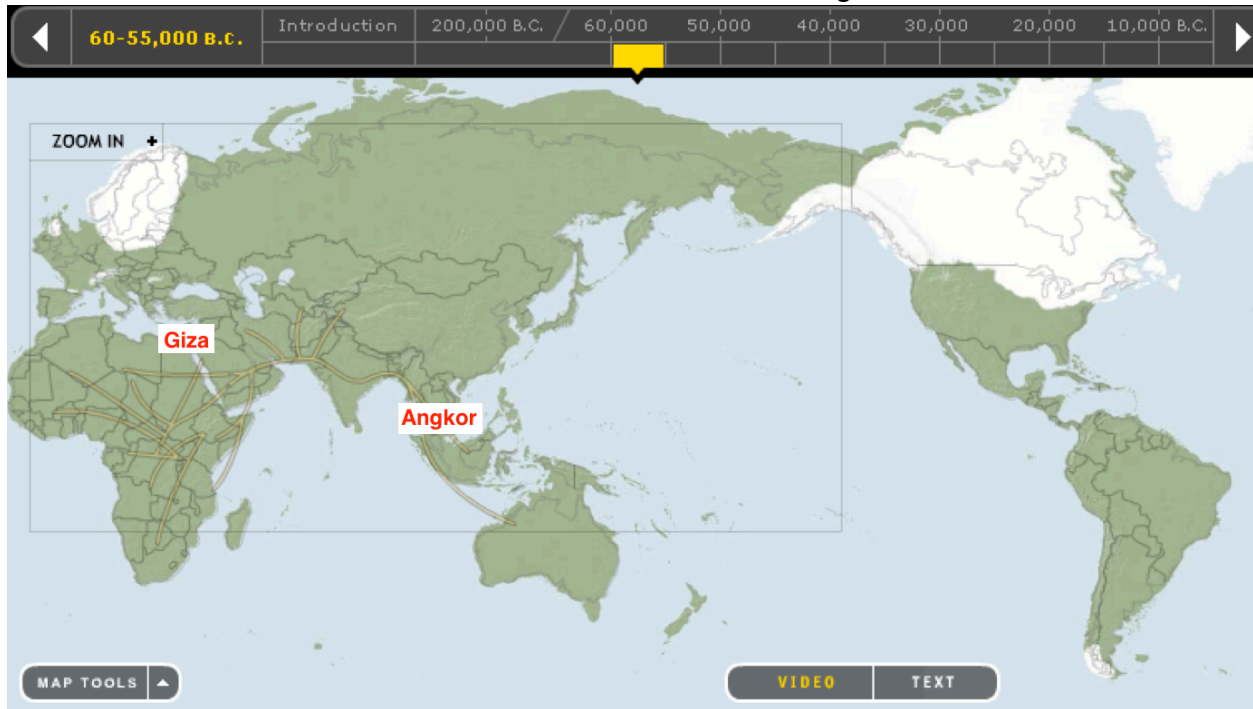 60-55,000 B.C.
Introduction
200,000 B.C.
60,000
50,000
40,000
30,000
20,000
10,000 B.C.
ZOOM IN +
Giza
Angkor
MAP TOOLS
VIDEO
TEXT